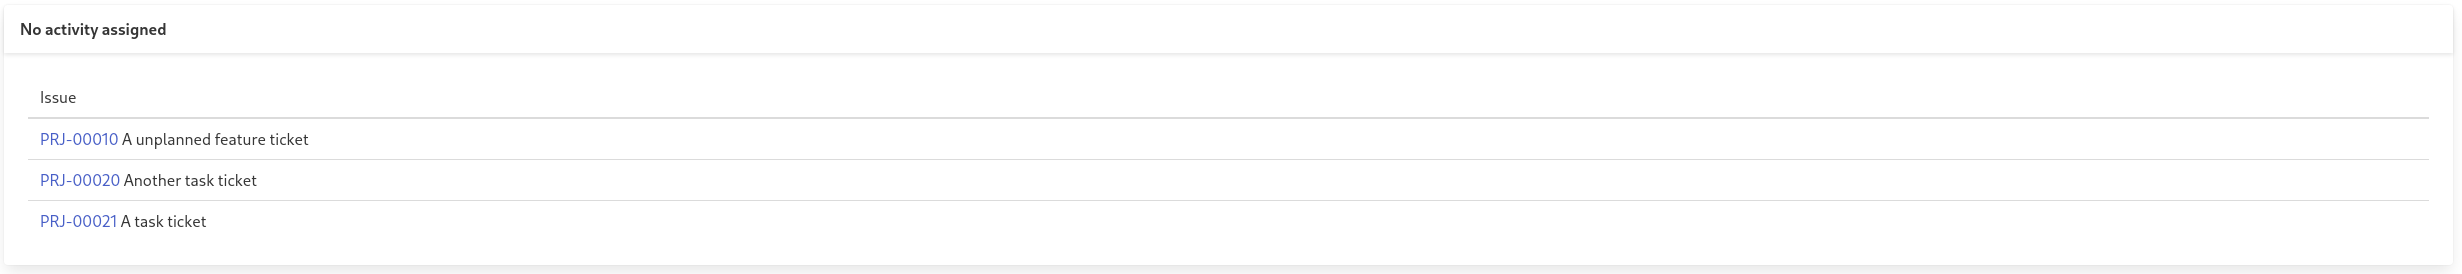 No activity assigned
Issue
PRJ-00010 A unplanned feature ticket
PRJ-00020 Another task ticket
PRJ-00021 A task ticket